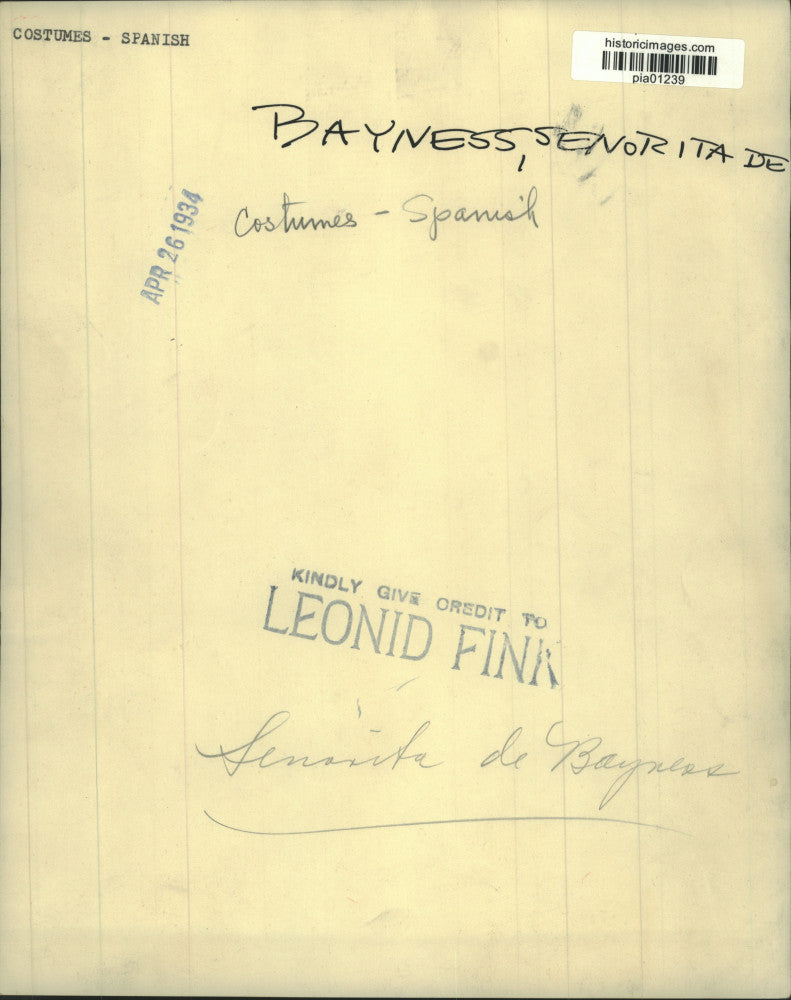 COSTUMES - SPANISH
historicimages.com
pia01239
BAYNESS, SENORITA DE
Costumes - Spanish
APR 26 1934
KINDLY GIVE CREDIT TO
LEONID FINK
Senorita de Bayness